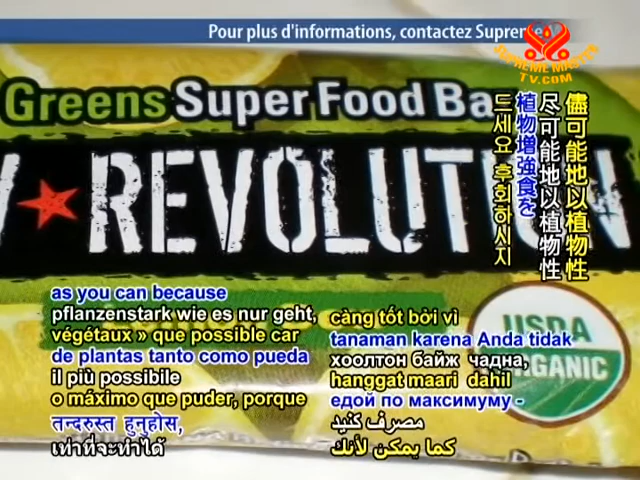 Pour plus d'informations, contactez Supreme
SUPREME MASTER
TV.COM
Greens Super Food Ba
REVOLUT N
USDA
ORGANIC
儘可能地以植物性
尽可能地以植物性
植物增強食を
드세요 후회하시지
as you can because
pflanzenstark wie es nur geht,
végétaux » que possible car
de plantas tanto como pueda
il più possibile
o máximo que puder, porque
तन्दरुस्त हुनुहोस,
เท่าที่จะทำได้
càng tốt bởi vì
tanaman karena Anda tidak
хоолтон байж чадна,
hanggat maari dahil
едой по максимуму -
مصرف کنید
كما يمكن لأنك